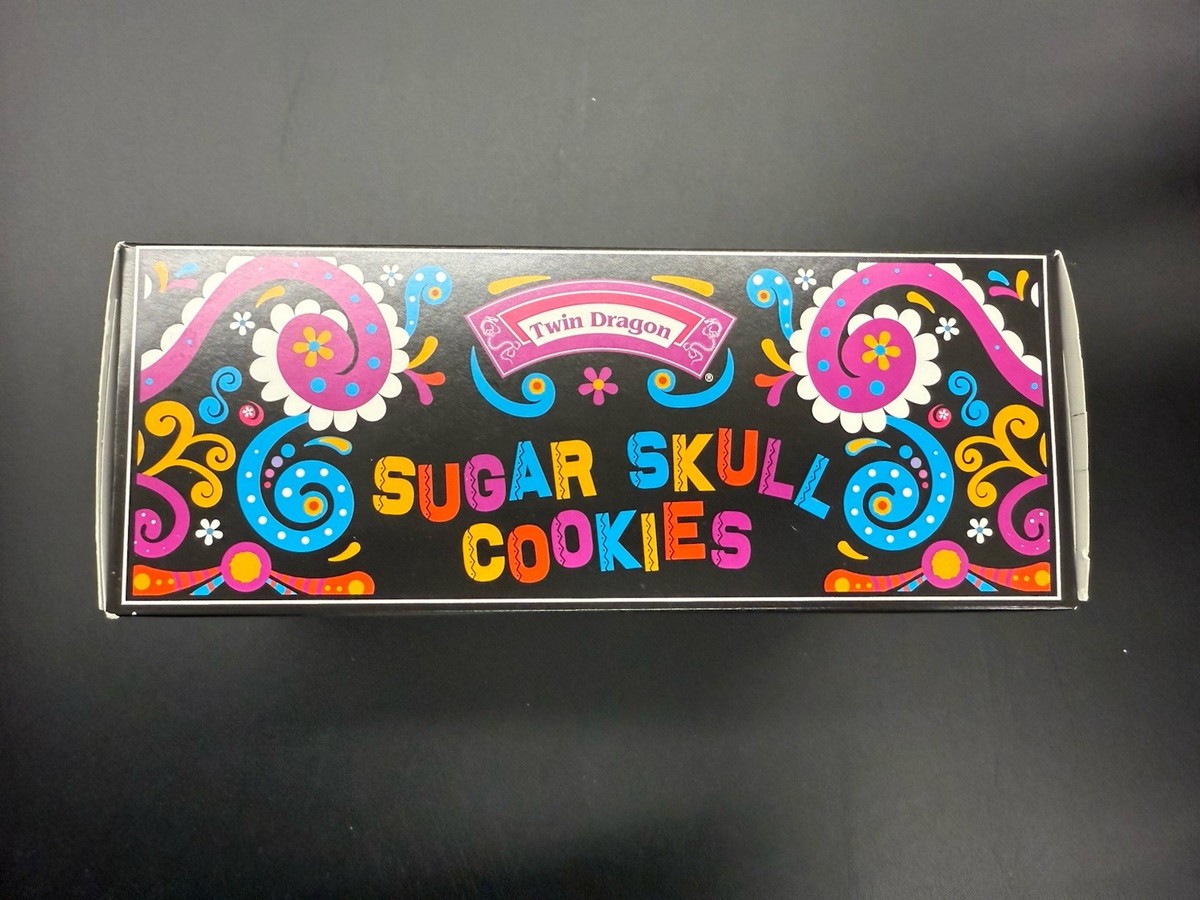 Twin Dragon
®
SUGAR SKULL
COOKIES